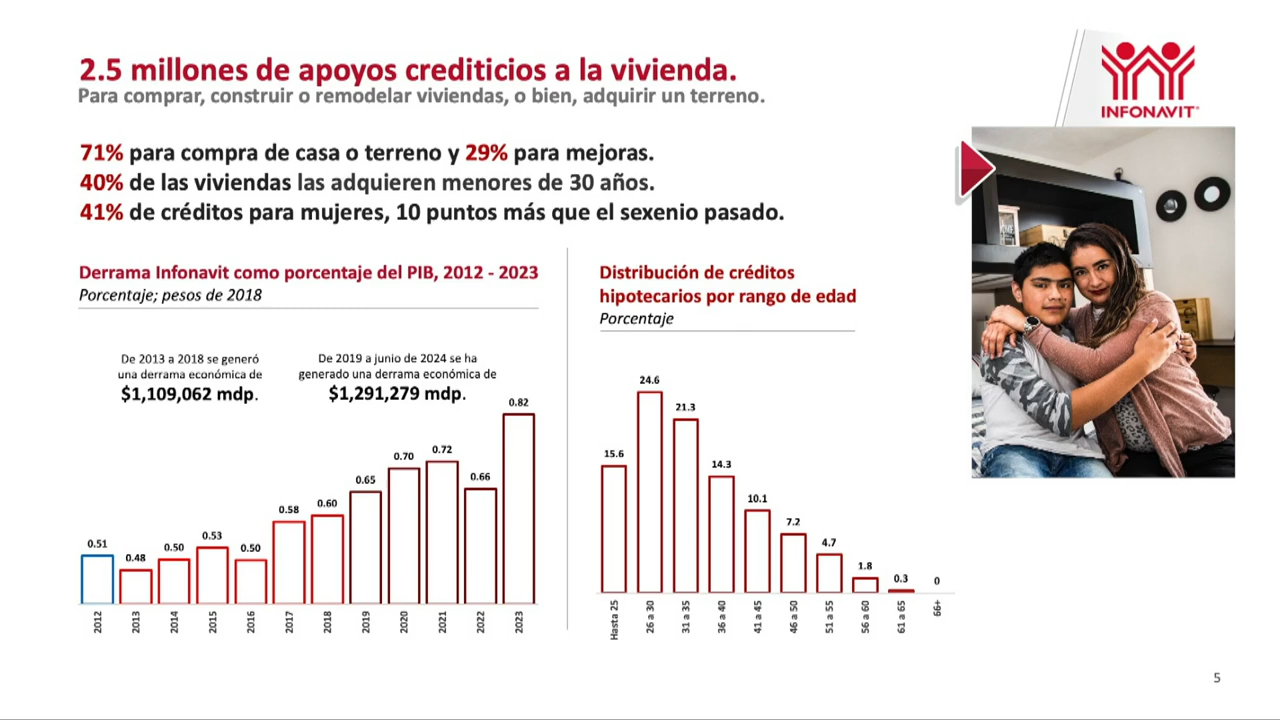 2.5 millones de apoyos crediticios a la vivienda.
Para comprar, construir o remodelar viviendas, o bien, adquirir un terreno.
INFONAVIT
71% para compra de casa o terreno y 29% para mejoras.
40% de las viviendas las adquieren menores de 30 años.
41% de créditos para mujeres, 10 puntos más que el sexenio pasado.
Derrama Infonavit como porcentaje del PIB, 2012 - 2023
Porcentaje; pesos de 2018
De 2013 a 2018 se generó
una derrama económica de
$1,109,062 mdp.
De 2019 a junio de 2024 se ha
generado una derrama económica de
$1,291,279 mdp.
0.51
0.48
0.50
0.53
0.50
0.58
0.60
0.65
0.70
0.72
0.66
0.82
2012
2013
2014
2015
2016
2017
2018
2019
2020
2021
2022
2023
Distribución de créditos
hipotecarios por rango de edad
Porcentaje
15.6
24.6
21.3
14.3
10.1
7.2
4.7
1.8
0.3
0
Hasta 25
26 a 30
31 a 35
36 a 40
41 a 45
46 a 50
51 a 55
56 a 60
61 a 65
66+
5